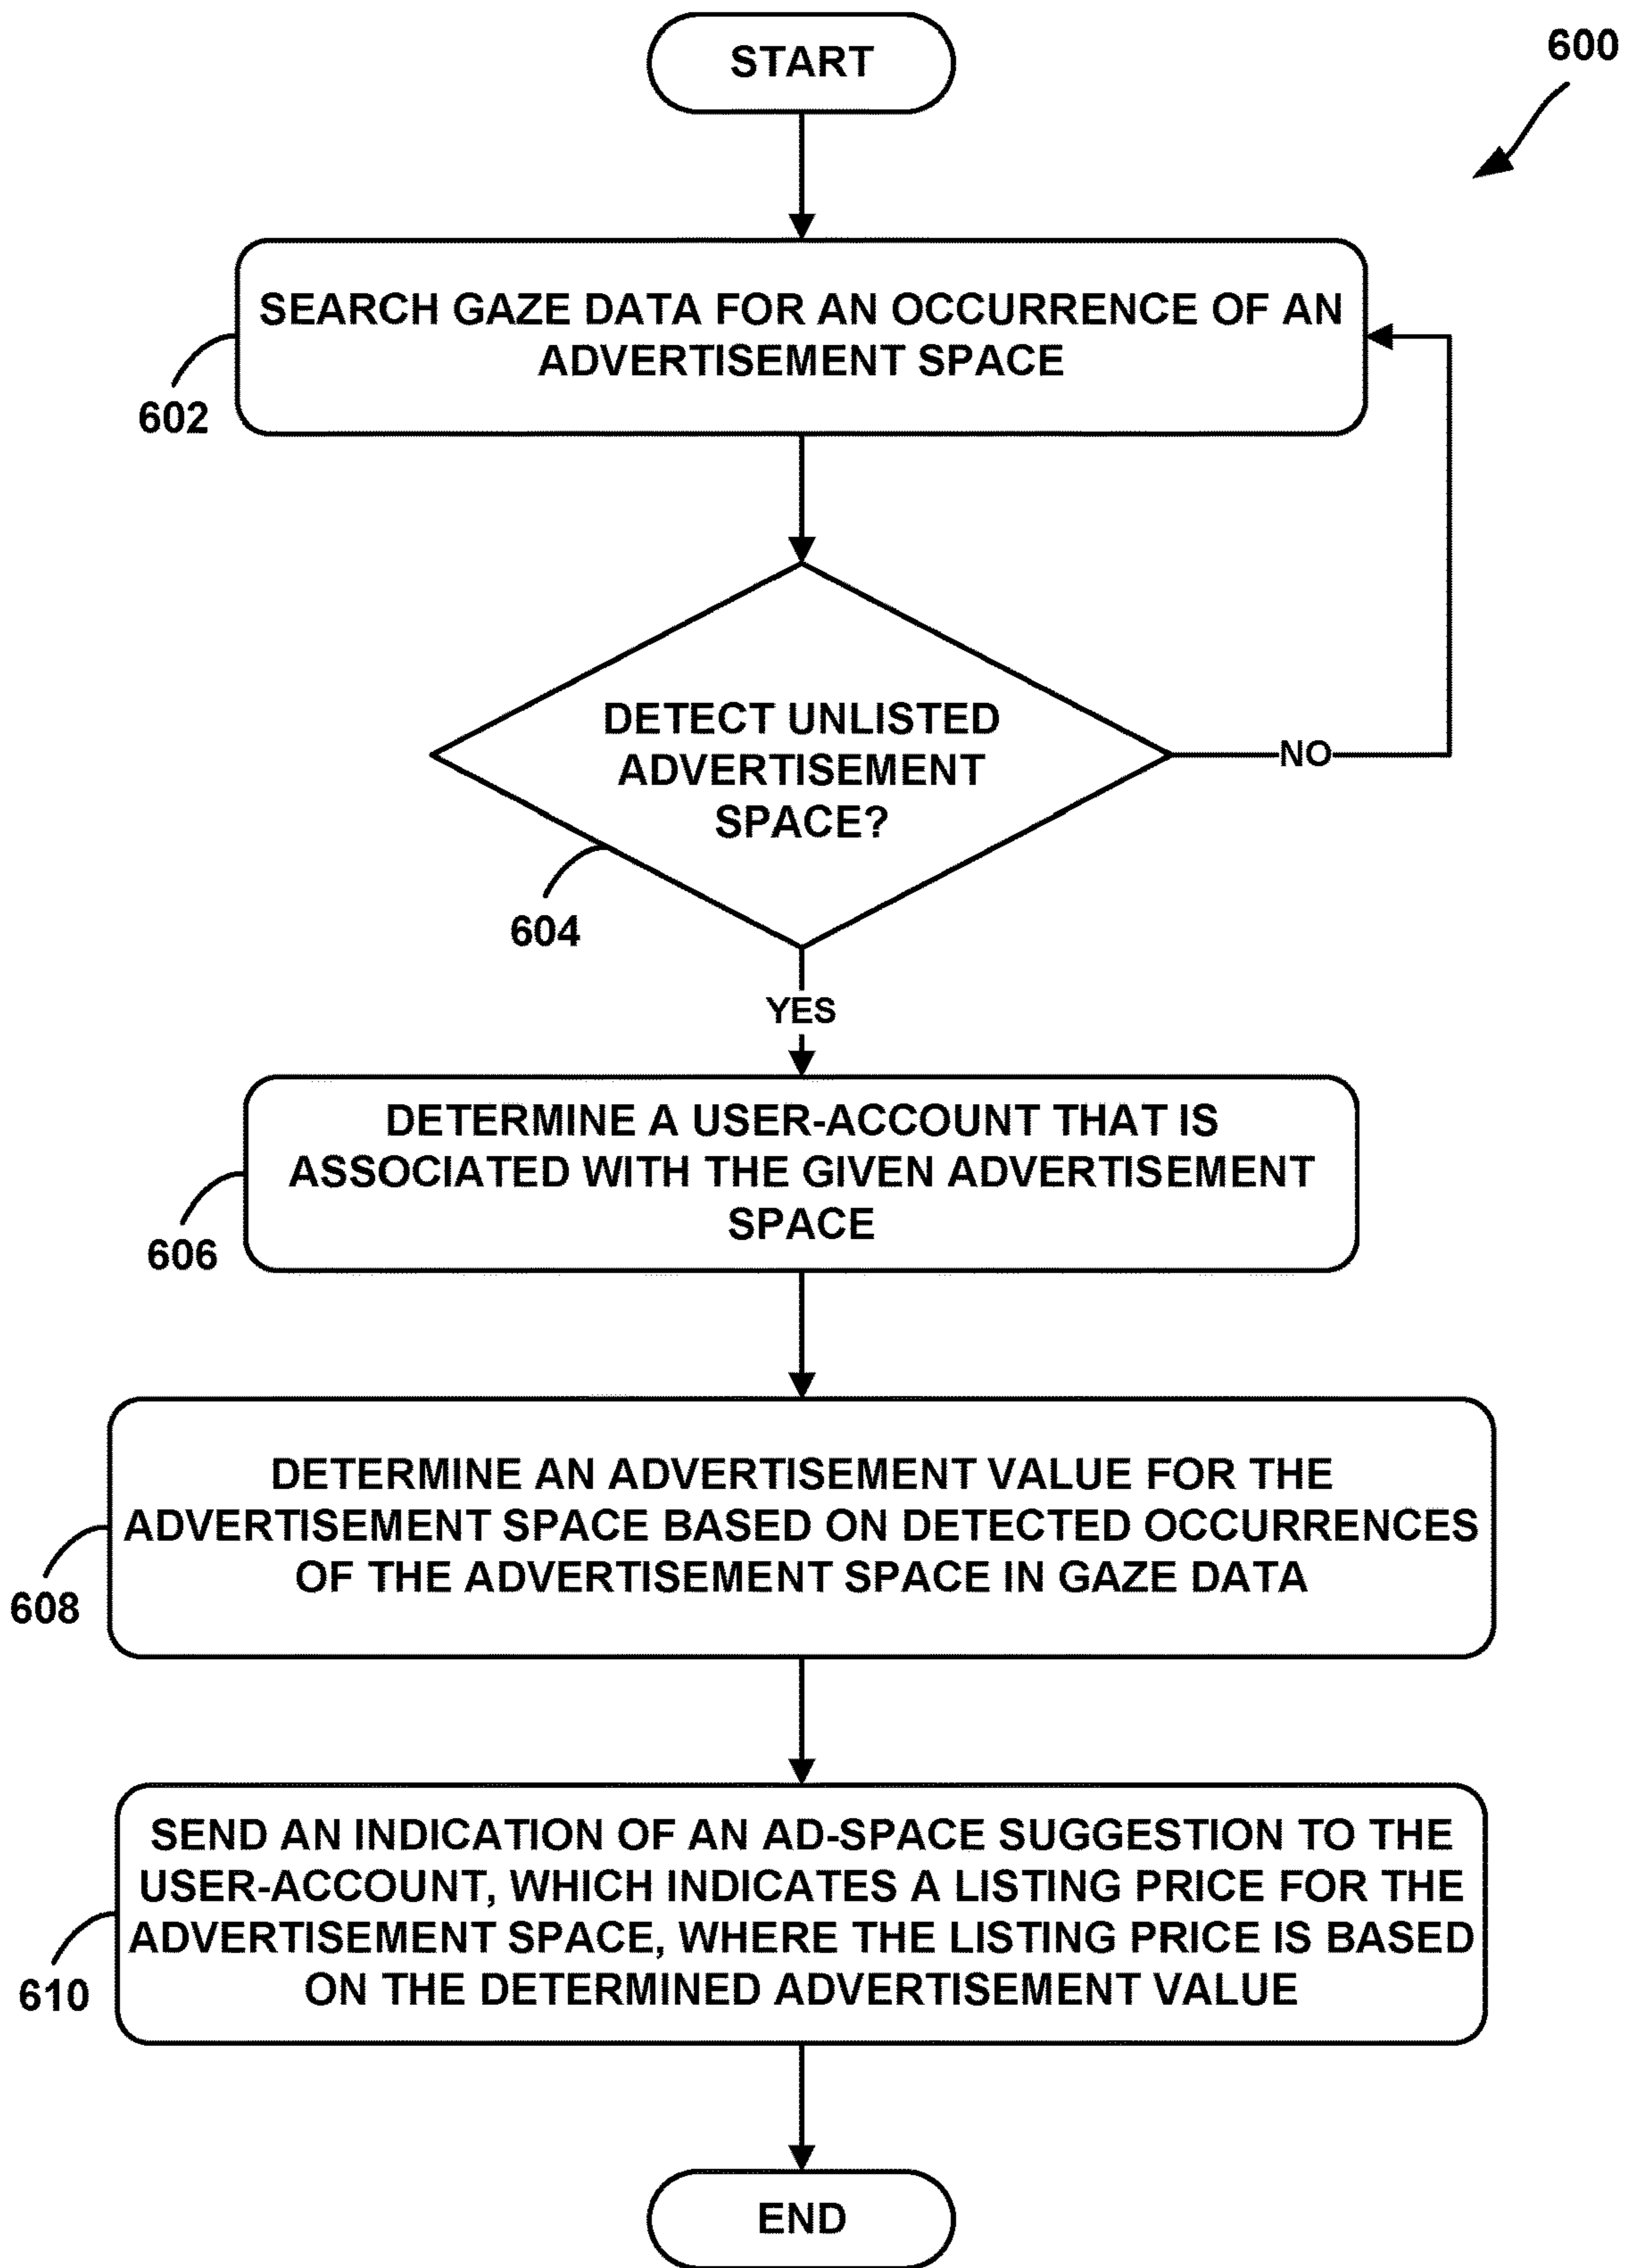 START
600
SEARCH GAZE DATA FOR AN OCCURRENCE OF AN
ADVERTISEMENT SPACE
602
DETECT UNLISTED
ADVERTISEMENT
SPACE?
NO
604
YES
DETERMINE A USER-ACCOUNT THAT IS
ASSOCIATED WITH THE GIVEN ADVERTISEMENT
SPACE
606
DETERMINE AN ADVERTISEMENT VALUE FOR THE
ADVERTISEMENT SPACE BASED ON DETECTED OCCURRENCES
OF THE ADVERTISEMENT SPACE IN GAZE DATA
608
SEND AN INDICATION OF AN AD-SPACE SUGGESTION TO THE
USER-ACCOUNT, WHICH INDICATES A LISTING PRICE FOR THE
ADVERTISEMENT SPACE, WHERE THE LISTING PRICE IS BASED
ON THE DETERMINED ADVERTISEMENT VALUE
610
END